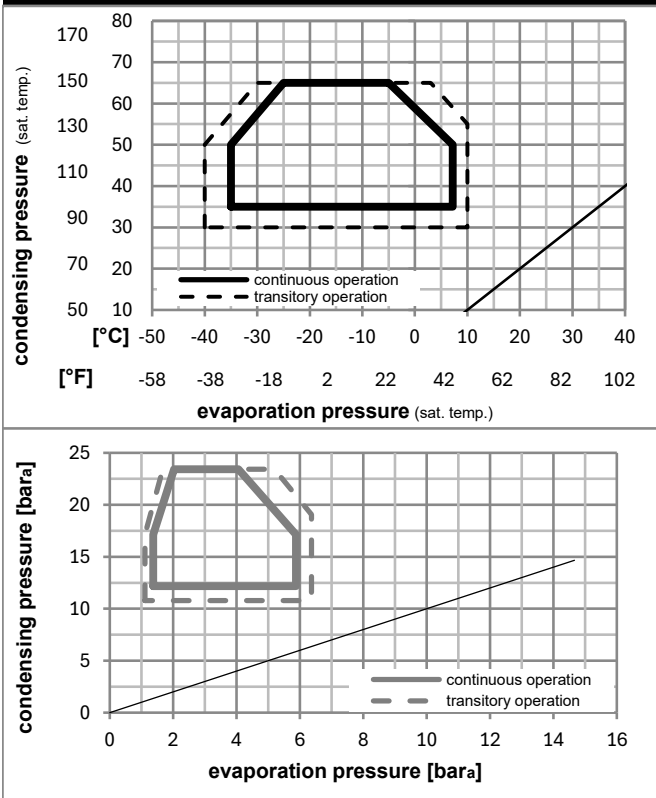 condensing pressure (sat. temp.)
170 80
70
150 60
130 50
110 40
90 30
70 20
50 10
continuous operation
transitory operation
[°C] -50 -40 -30 -20 -10 0 10 20 30 40
[°F] -58 -38 -18 2 22 42 62 82 102
evaporation pressure (sat. temp.)
condensing pressure [bara]
25
20
15
10
5
0
continuous operation
transitory operation
0 2 4 6 8 10 12 14 16
evaporation pressure [bara]